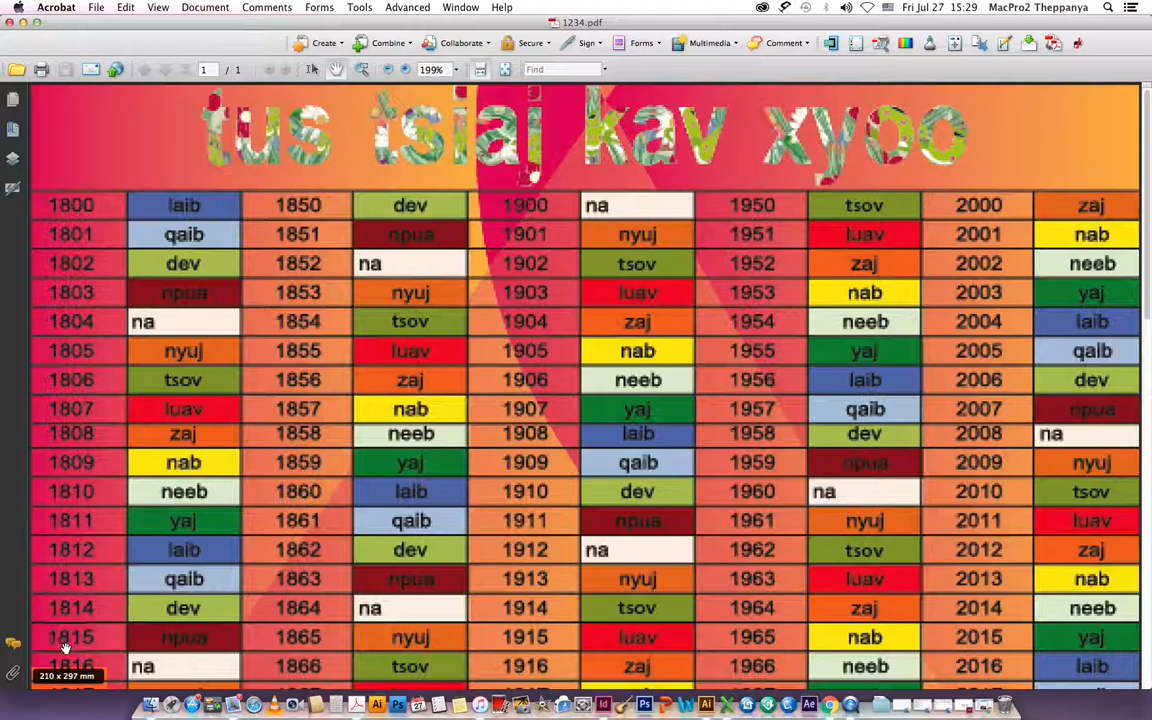 Acrobat File Edit View Document Comments Forms Tools Advanced Window Help Fri Jul 27 15:29 MacPro2 Theppanya
1234.pdf
Create Combine Collaborate Secure Sign Forms Multimedia Comment
1 / 1 199% Find
tus tsiaj kav xyoo
1800 laib 1850 dev 1900 na 1950 tsov 2000 zaj
1801 qaib 1851 npua 1901 nyuj 1951 luav 2001 nab
1802 dev 1852 na 1902 tsov 1952 zaj 2002 neeb
1803 npua 1853 nyuj 1903 luav 1953 nab 2003 yaj
1804 na 1854 tsov 1904 zaj 1954 neeb 2004 laib
1805 nyuj 1855 luav 1905 nab 1955 yaj 2005 qaib
1806 tsov 1856 zaj 1906 neeb 1956 laib 2006 dev
1807 luav 1857 nab 1907 yaj 1957 qaib 2007 npua
1808 zaj 1858 neeb 1908 laib 1958 dev 2008 na
1809 nab 1859 yaj 1909 qaib 1959 npua 2009 nyuj
1810 neeb 1860 laib 1910 dev 1960 na 2010 tsov
1811 yaj 1861 qaib 1911 npua 1961 nyuj 2011 luav
1812 laib 1862 dev 1912 na 1962 tsov 2012 zaj
1813 qaib 1863 npua 1913 nyuj 1963 luav 2013 nab
1814 dev 1864 na 1914 tsov 1964 zaj 2014 neeb
1815 npua 1865 nyuj 1915 luav 1965 nab 2015 yaj
1816 na 1866 tsov 1916 zaj 1966 neeb 2016 laib
210 x 297 mm